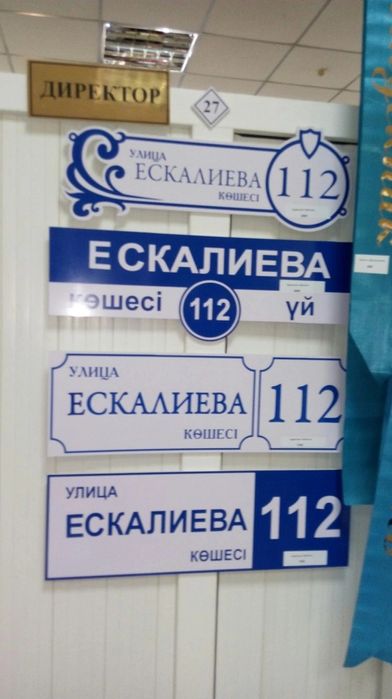 ДИРЕКТОР
27
УЛИЦА
ЕСКАЛИЕВА
КӨШЕСІ
112
ЕСКАЛИЕВА
көшесі 112 үй
УЛИЦА
ЕСКАЛИЕВА 112
КӨШЕСІ
УЛИЦА
ЕСКАЛИЕВА 112
КӨШЕСІ